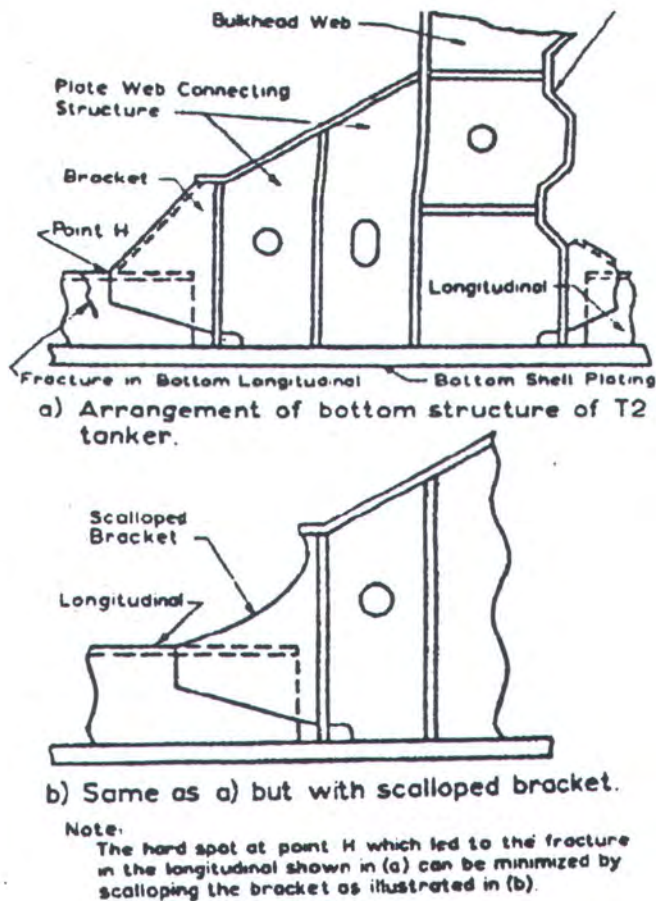 Bulkhead Web
Plate Web Connecting
Structure
Bracket
Point H
Longitudinal
Fracture in Bottom Longitudinal
Bottom Shell Plating
a) Arrangement of bottom structure of T2
tanker.
Scalloped
Bracket
Longitudinal
b) Same as a) but with scalloped bracket.
Note:
The hard spot at point H which led to the fracture
in the longitudinal shown in (a) can be minimized by
scalloping the bracket as illustrated in (b).